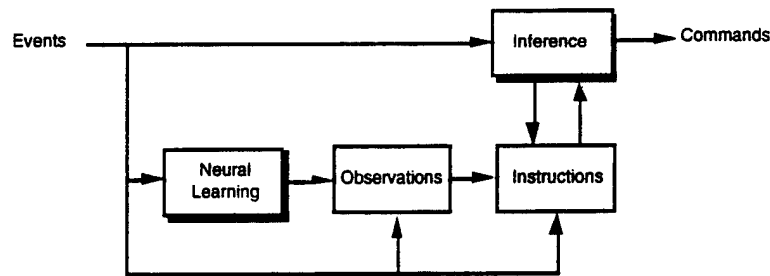 Events
Inference
Commands
Neural
Learning
Observations
Instructions